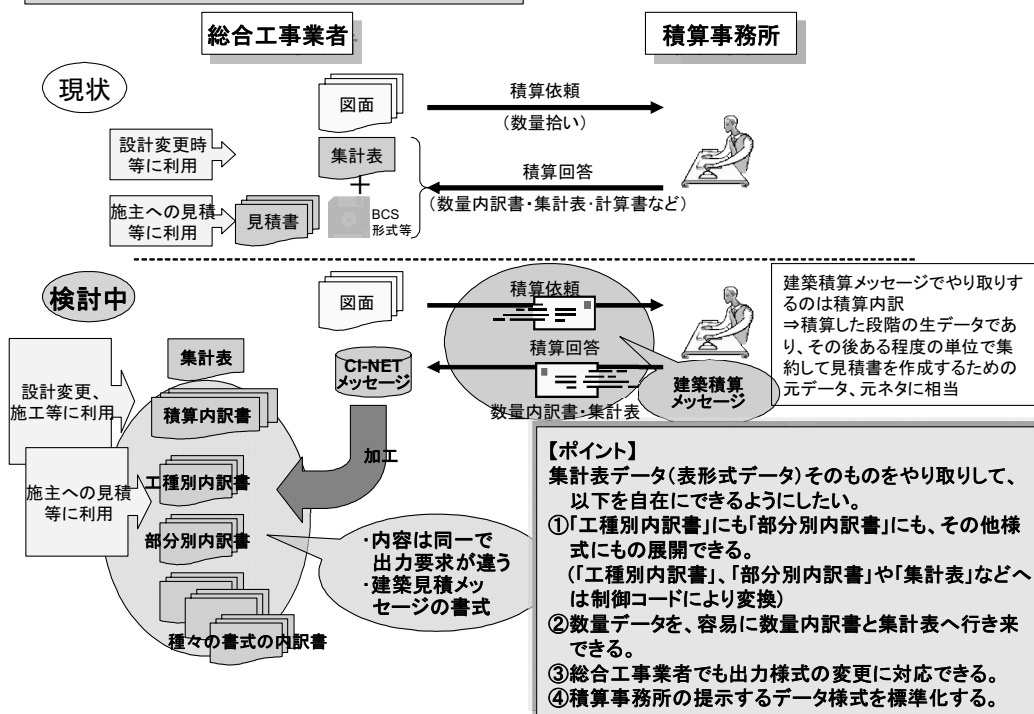 総合工事業者
積算事務所
現状
図面
積算依頼
(数量拾い)
設計変更時
等に利用
集計表
+
積算回答
(数量内訳書・集計表・計算書など)
施主への見積
等に利用
見積書
BCS
形式等
検討中
図面
積算依頼
積算回答
数量内訳書・集計表
建築積算
メッセージ
建築積算メッセージでやり取りす
るのは積算内訳
⇒積算した段階の生データであ
り、その後ある程度の単位で集
約して見積書を作成するための
元データ、元ネタに相当
CI-NET
メッセージ
加工
設計変更、
施工等に利用
施主への見積
等に利用
集計表
積算内訳書
工種別内訳書
部分別内訳書
種々の書式の内訳書
・内容は同一で
出力要求が違う
・建築見積メッ
セージの書式
【ポイント】
集計表データ(表形式データ)そのものをやり取りして、
以下を自在にできるようにしたい。
①「工種別内訳書」にも「部分別内訳書」にも、その他様
式にもの展開できる。
(「工種別内訳書」、「部分別内訳書」や「集計表」などへ
は制御コードにより変換)
②数量データを、容易に数量内訳書と集計表へ行き来
できる。
③総合工事業者でも出力様式の変更に対応できる。
④積算事務所の提示するデータ様式を標準化する。